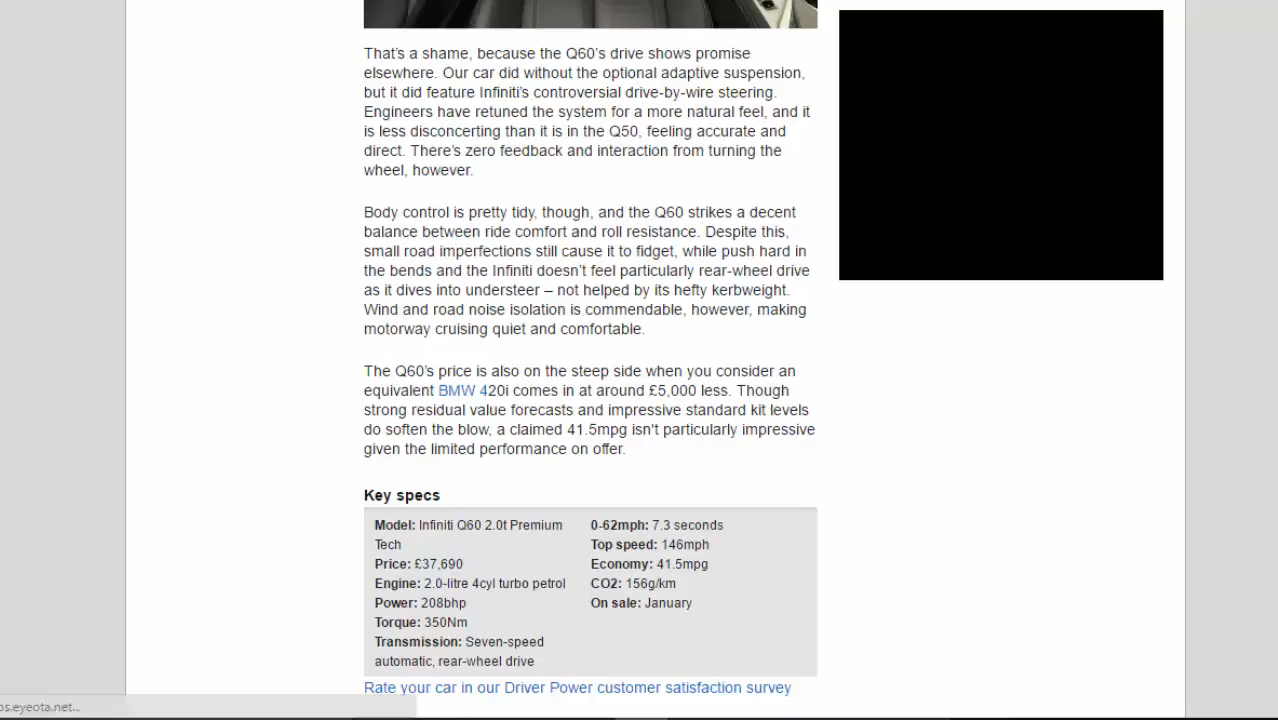 That's a shame, because the Q60's drive shows promise
elsewhere. Our car did without the optional adaptive suspension,
but it did feature Infiniti's controversial drive-by-wire steering.
Engineers have retuned the system for a more natural feel, and it
is less disconcerting than it is in the Q50, feeling accurate and
direct. There's zero feedback and interaction from turning the
wheel, however.
Body control is pretty tidy, though, and the Q60 strikes a decent
balance between ride comfort and roll resistance. Despite this,
small road imperfections still cause it to fidget, while push hard in
the bends and the Infiniti doesn't feel particularly rear-wheel drive
as it dives into understeer – not helped by its hefty kerbweight.
Wind and road noise isolation is commendable, however, making
motorway cruising quiet and comfortable.
The Q60's price is also on the steep side when you consider an
equivalent BMW 420i comes in at around £5,000 less. Though
strong residual value forecasts and impressive standard kit levels
do soften the blow, a claimed 41.5mpg isn't particularly impressive
given the limited performance on offer.
Key specs
Model: Infiniti Q60 2.0t Premium
Tech
Price: £37,690
Engine: 2.0-litre 4cyl turbo petrol
Power: 208bhp
Torque: 350Nm
Transmission: Seven-speed
automatic, rear-wheel drive
0-62mph: 7.3 seconds
Top speed: 146mph
Economy: 41.5mpg
CO2: 156g/km
On sale: January
Rate your car in our Driver Power customer satisfaction survey
ps.eyeota.net...